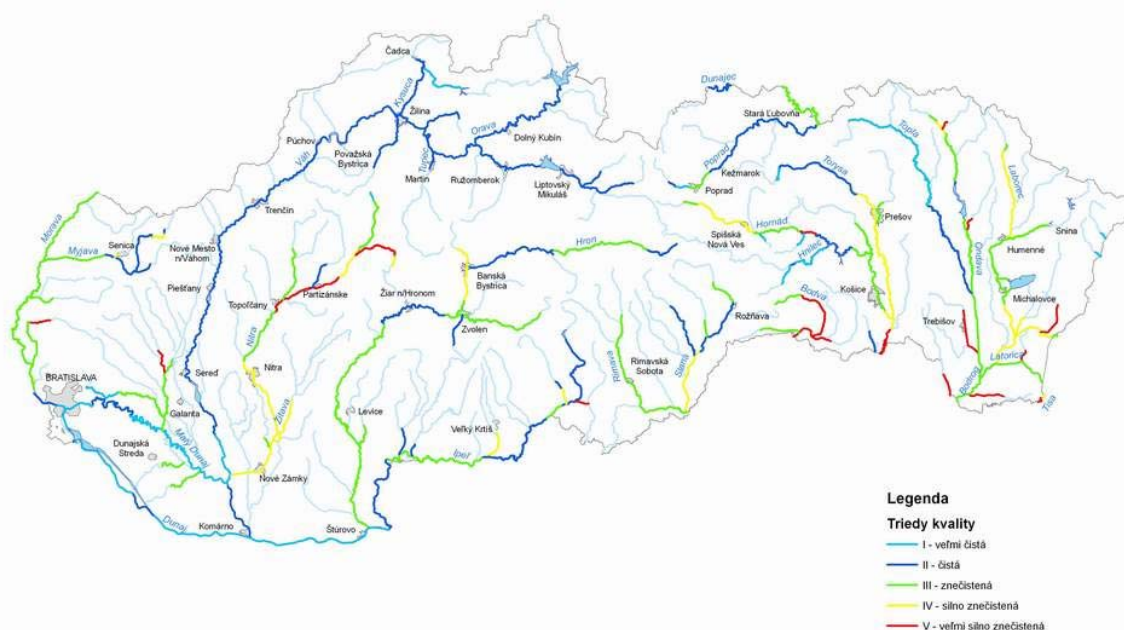 Čadca
Kysuca
Žilina
Orava
Dolný Kubín
Púchov
Váh
Považská
Bystrica
Martin
Turiec
Ružomberok
Liptovský
Mikuláš
Dunajec
Stará Ľubovňa
Poprad
Kežmarok
Poprad
Torysa
Topľa
Laborec
Prešov
Spišská
Nová Ves
Hornád
Hnilec
Snina
Humenné
Ondava
Košice
Michalovce
Bodva
Rožňava
Trebišov
Latorica
Bodrog
Tisa
Morava
Myjava
Senica
Nové Mesto
n/Váhom
Trenčín
Piešťany
Topoľčany
Partizánske
Žiar n/Hronom
Banská
Bystrica
Hron
Zvolen
Nitra
Nitra
Žitava
Sereď
BRATISLAVA
Galanta
Malý Dunaj
Dunajská
Streda
Levice
Veľký Krtíš
Ipeľ
Rimava
Rimavská
Sobota
Slaná
Nové Zámky
Dunaj
Komárno
Štúrovo
Legenda
Triedy kvality
I - veľmi čistá
II - čistá
III - znečistená
IV - silno znečistená
V - veľmi silno znečistená